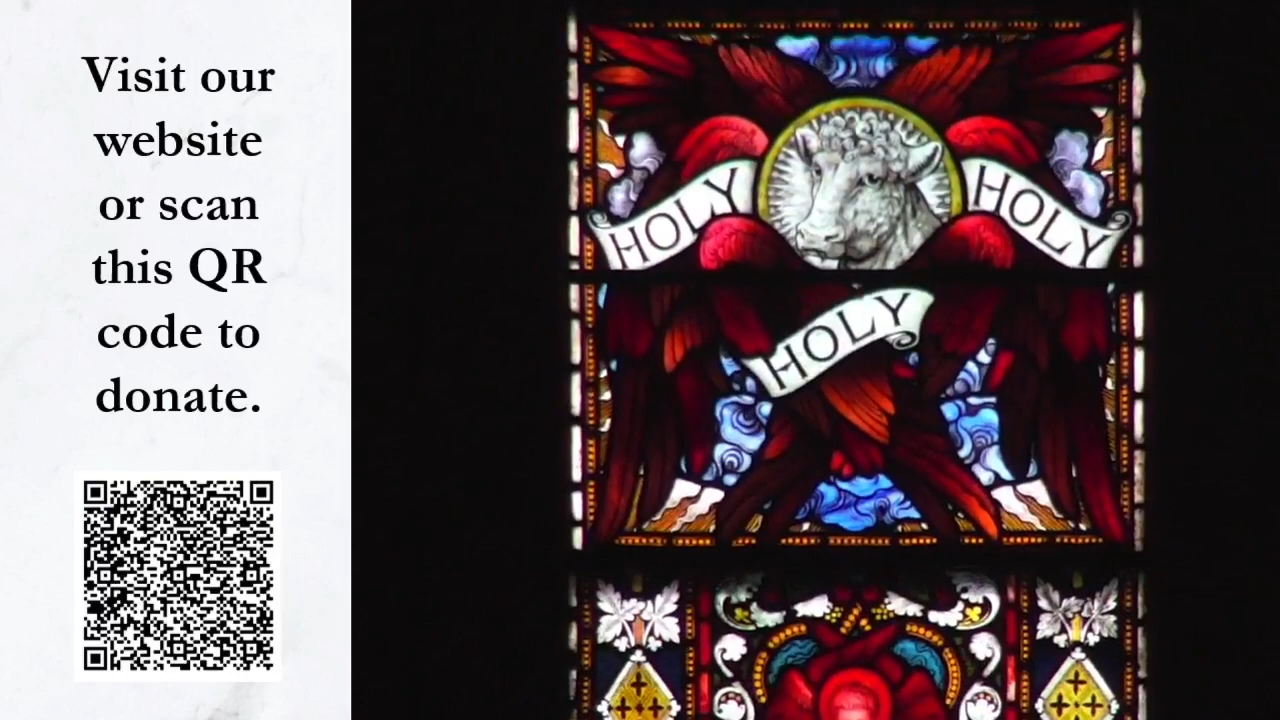 Visit our
website
or scan
this QR
code to
donate.
HOLY
HOLY
HOLY